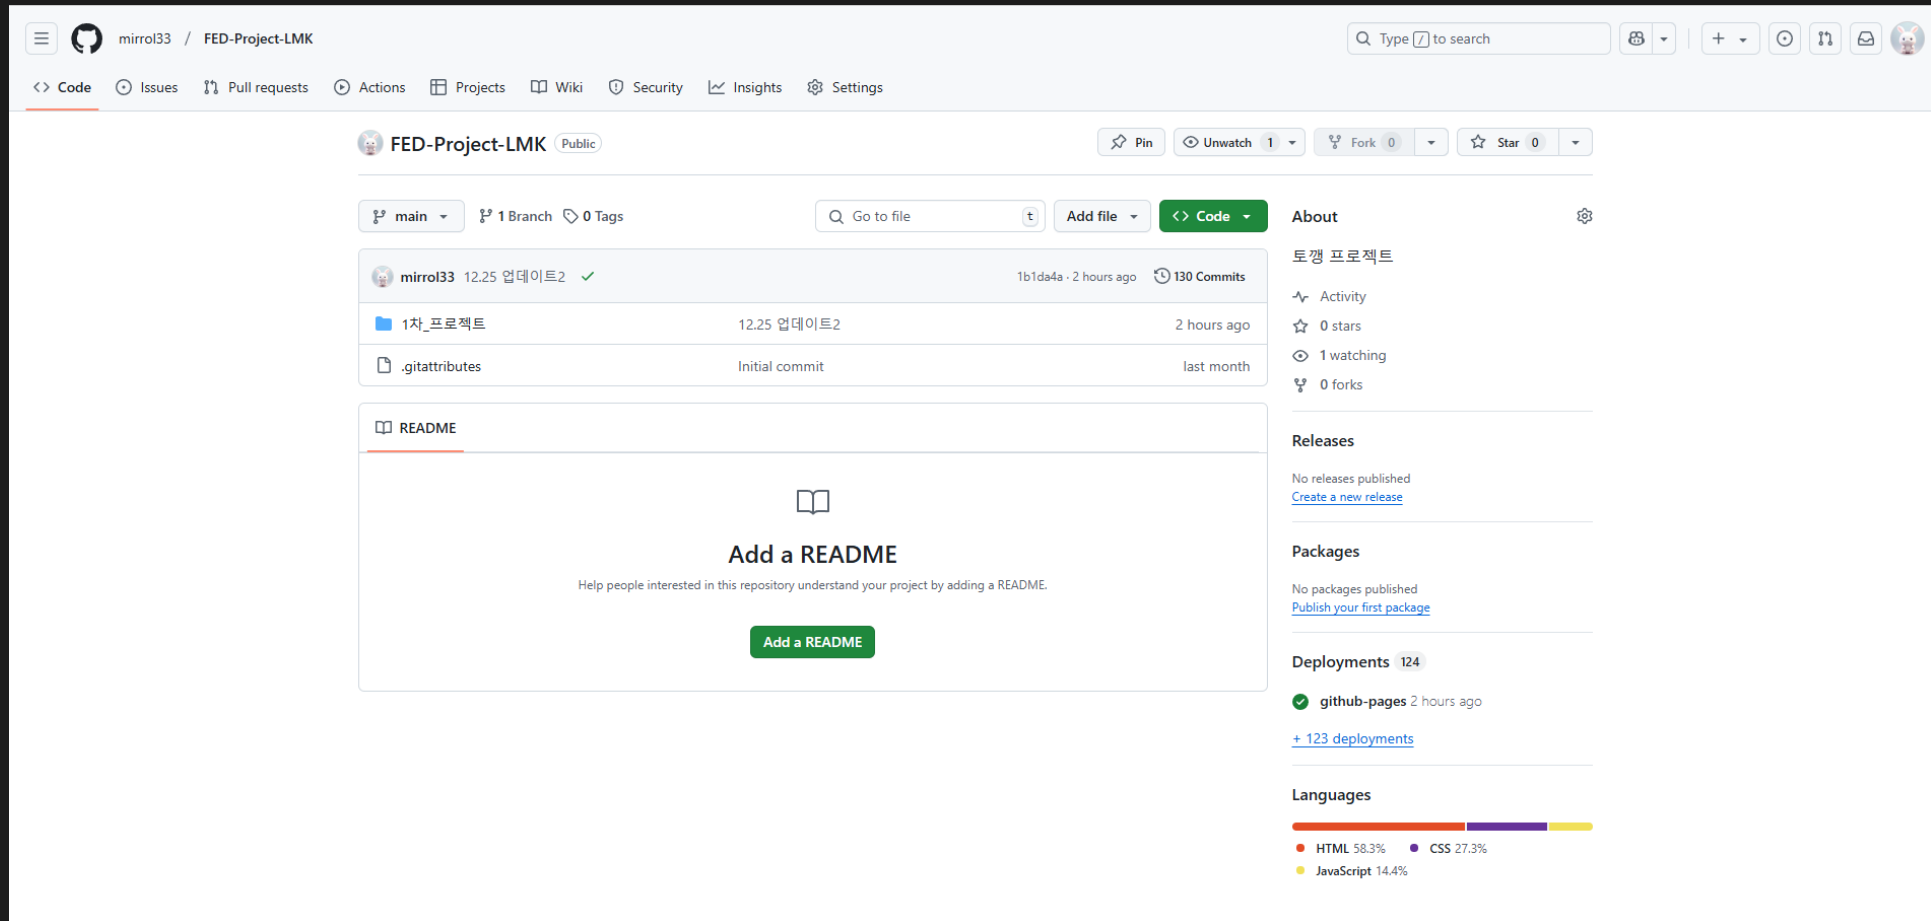 mirrol33 / FED-Project-LMK
Type / to search
Code Issues Pull requests Actions Projects Wiki Security Insights Settings
FED-Project-LMK Public
Pin Unwatch 1 Fork 0 Star 0
main 1 Branch 0 Tags
Go to file t Add file Code
mirrol33 12.25 업데이트2 1b1da4a · 2 hours ago 130 Commits
1차_프로젝트 12.25 업데이트2 2 hours ago
.gitattributes Initial commit last month
README
Add a README
Help people interested in this repository understand your project by adding a README.
Add a README
About
토깽 프로젝트
Activity
0 stars
1 watching
0 forks
Releases
No releases published
Create a new release
Packages
No packages published
Publish your first package
Deployments 124
github-pages 2 hours ago
+ 123 deployments
Languages
HTML 58.3% CSS 27.3%
JavaScript 14.4%